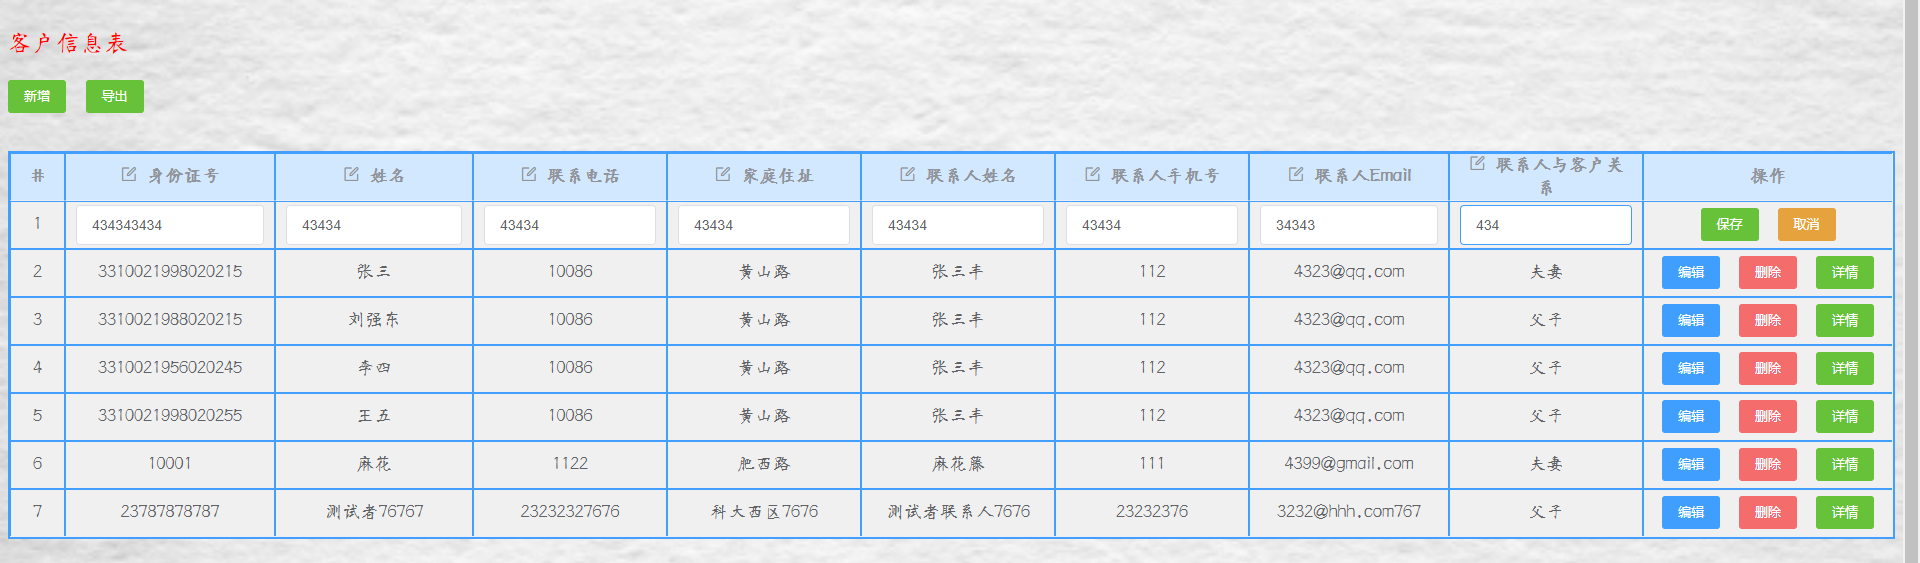 客户信息表
新增 导出
# 身份证号 姓名 联系电话 家庭住址 联系人姓名 联系人手机号 联系人Email 联系人与客户关系 操作
1 434343434 43434 43434 43434 43434 43434 34343 434 保存 取消
2 3310021998020215 张三 10086 黄山路 张三丰 112 4323@qq.com 夫妻 编辑 删除 详情
3 3310021988020215 刘强东 10086 黄山路 张三丰 112 4323@qq.com 父子 编辑 删除 详情
4 3310021956020245 李四 10086 黄山路 张三丰 112 4323@qq.com 父子 编辑 删除 详情
5 3310021998020255 王五 10086 黄山路 张三丰 112 4323@qq.com 父子 编辑 删除 详情
6 10001 麻花 1122 肥西路 麻花藤 111 4399@gmail.com 夫妻 编辑 删除 详情
7 23787878787 测试者76767 23232327676 科大西区7676 测试者联系人7676 23232376 3232@hhh.com767 父子 编辑 删除 详情